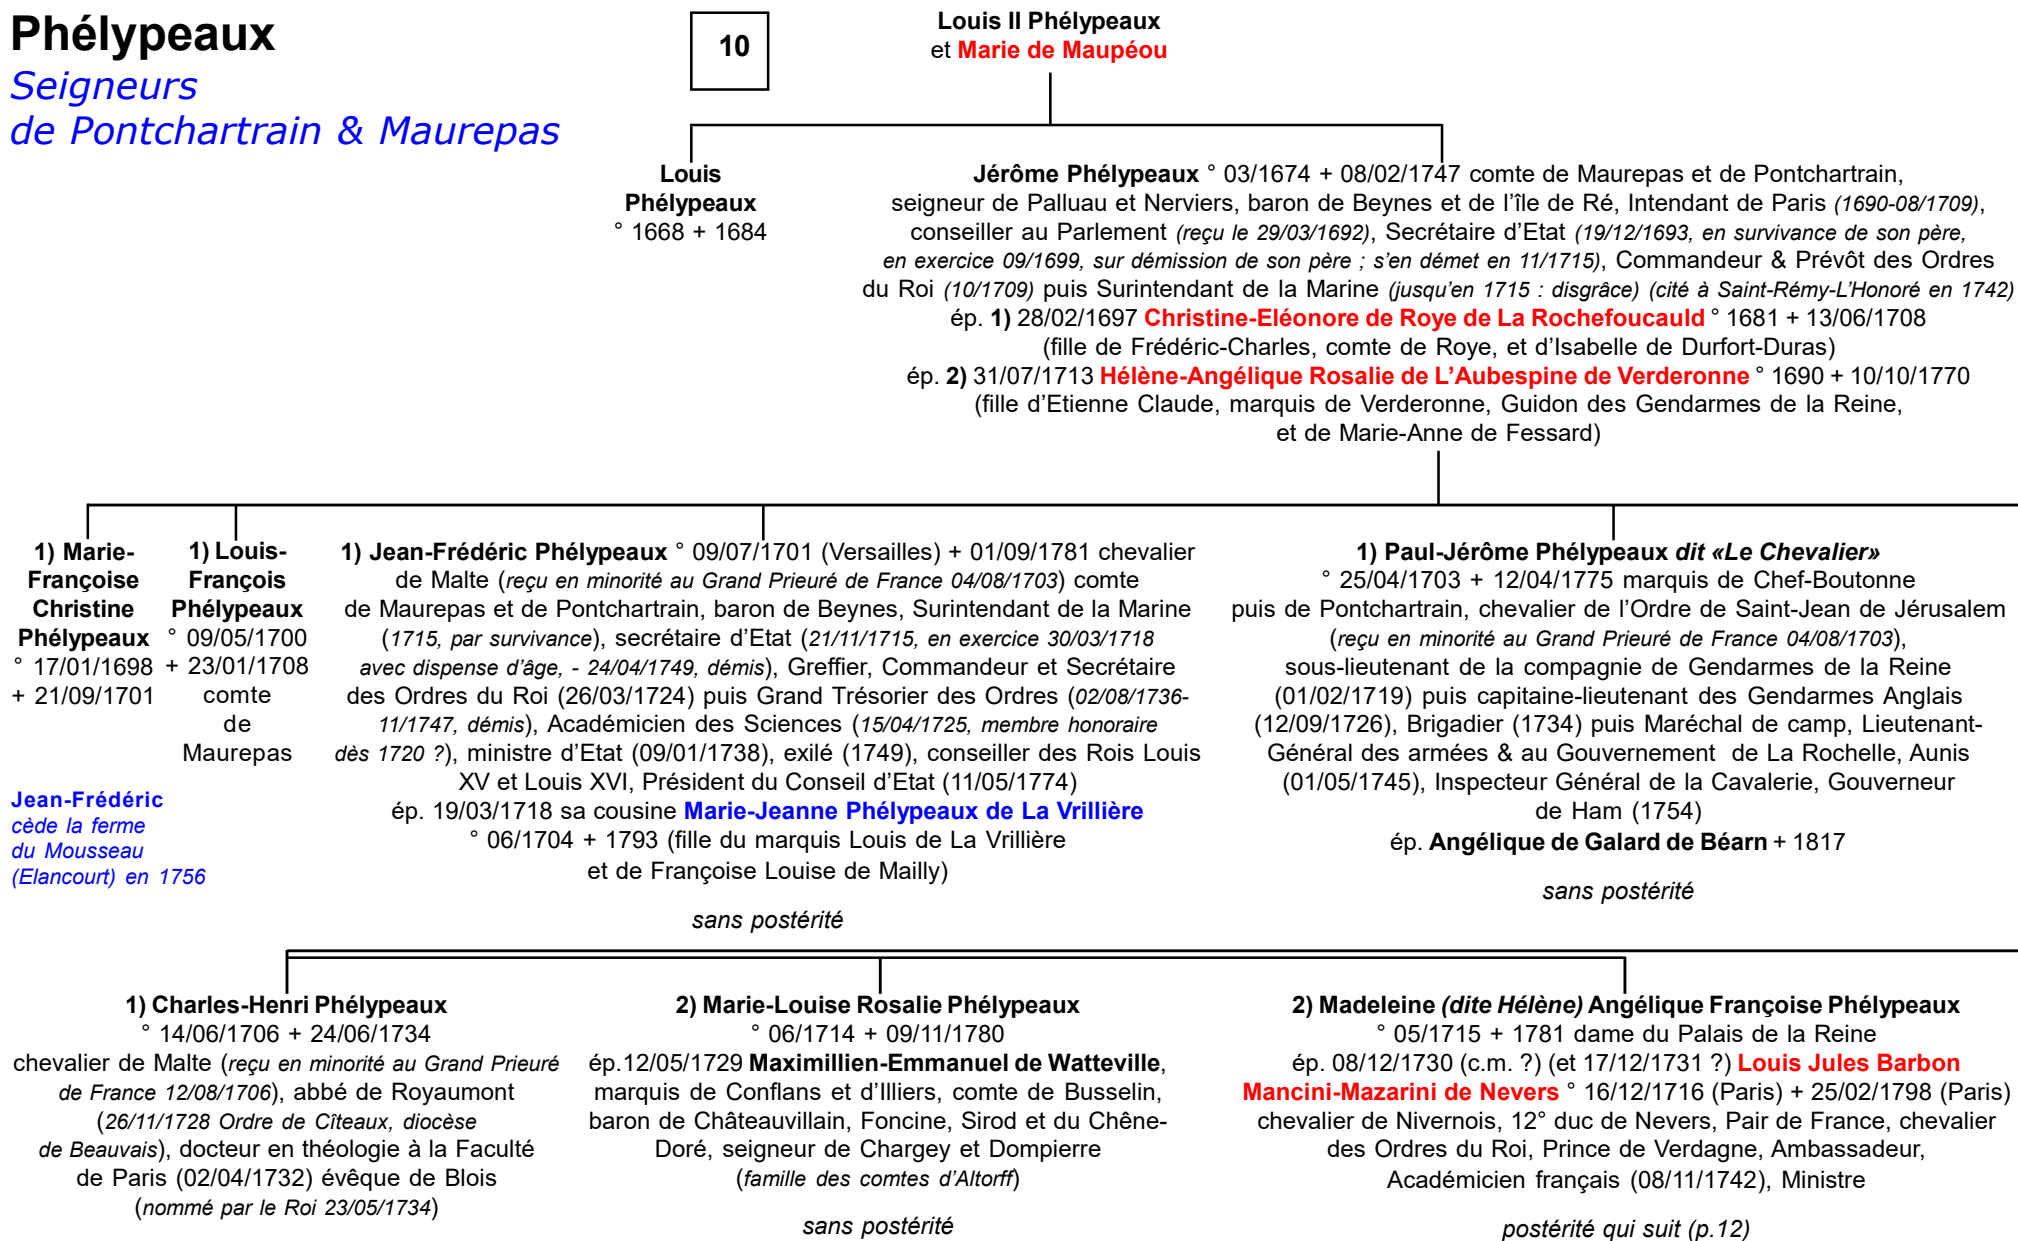 Phélypeaux
Seigneurs
de Pontchartrain & Maurepas
10
Louis II Phélypeaux
et Marie de Maupéou
Louis
Phélypeaux
° 1668 + 1684
Jérôme Phélypeaux ° 03/1674 + 08/02/1747 comte de Maurepas et de Pontchartrain,
seigneur de Palluau et Nerviers, baron de Beynes et de l’île de Ré, Intendant de Paris (1690-08/1709),
conseiller au Parlement (reçu le 29/03/1692), Secrétaire d’Etat (19/12/1693, en survivance de son père,
en exercice 09/1699, sur démission de son père ; s’en démet en 11/1715), Commandeur & Prévôt des Ordres
du Roi (10/1709) puis Surintendant de la Marine (jusqu’en 1715 : disgrâce) (cité à Saint-Rémy-L’Honoré en 1742)
ép. 1) 28/02/1697 Christine-Eléonore de Roye de La Rochefoucauld ° 1681 + 13/06/1708
(fille de Frédéric-Charles, comte de Roye, et d’Isabelle de Durfort-Duras)
ép. 2) 31/07/1713 Hélène-Angélique Rosalie de L’Aubespine de Verderonne ° 1690 + 10/10/1770
(fille d’Etienne Claude, marquis de Verderonne, Guidon des Gendarmes de la Reine,
et de Marie-Anne de Fessard)
1) Marie-
Françoise
Christine
Phélypeaux
° 17/01/1698
+ 21/09/1701
1) Louis-
François
Phélypeaux
° 09/05/1700
+ 23/01/1708
comte
de
Maurepas
1) Jean-Frédéric Phélypeaux ° 09/07/1701 (Versailles) + 01/09/1781 chevalier
de Malte (reçu en minorité au Grand Prieuré de France 04/08/1703) comte
de Maurepas et de Pontchartrain, baron de Beynes, Surintendant de la Marine
(1715, par survivance), secrétaire d’Etat (21/11/1715, en exercice 30/03/1718
avec dispense d’âge, - 24/04/1749, démis), Greffier, Commandeur et Secrétaire
des Ordres du Roi (26/03/1724) puis Grand Trésorier des Ordres (02/08/1736-
11/1747, démis), Académicien des Sciences (15/04/1725, membre honoraire
dès 1720 ?), ministre d’Etat (09/01/1738), exilé (1749), conseiller des Rois Louis
XV et Louis XVI, Président du Conseil d’Etat (11/05/1774)
ép. 19/03/1718 sa cousine Marie-Jeanne Phélypeaux de La Vrillière
° 06/1704 + 1793 (fille du marquis Louis de La Vrillière
et de Françoise Louise de Mailly)
sans postérité
1) Paul-Jérôme Phélypeaux dit «Le Chevalier»
° 25/04/1703 + 12/04/1775 marquis de Chef-Boutonne
puis de Pontchartrain, chevalier de l’Ordre de Saint-Jean de Jérusalem
(reçu en minorité au Grand Prieuré de France 04/08/1703),
sous-lieutenant de la compagnie de Gendarmes de la Reine
(01/02/1719) puis capitaine-lieutenant des Gendarmes Anglais
(12/09/1726), Brigadier (1734) puis Maréchal de camp, Lieutenant-
Général des armées & au Gouvernement de La Rochelle, Aunis
(01/05/1745), Inspecteur Général de la Cavalerie, Gouverneur
de Ham (1754)
ép. Angélique de Galard de Béarn + 1817
sans postérité
Jean-Frédéric
cède la ferme
du Mousseau
(Elancourt) en 1756
1) Charles-Henri Phélypeaux
° 14/06/1706 + 24/06/1734
chevalier de Malte (reçu en minorité au Grand Prieuré
de France 12/08/1706), abbé de Royaumont
(26/11/1728 Ordre de Cîteaux, diocèse
de Beauvais), docteur en théologie à la Faculté
de Paris (02/04/1732) évêque de Blois
(nommé par le Roi 23/05/1734)
2) Marie-Louise Rosalie Phélypeaux
° 06/1714 + 09/11/1780
ép.12/05/1729 Maximillien-Emmanuel de Watteville,
marquis de Conflans et d’Illiers, comte de Busselin,
baron de Châteauvillain, Foncine, Sirod et du Chêne-
Doré, seigneur de Chargey et Dompierre
(famille des comtes d’Altorff)
sans postérité
2) Madeleine (dite Hélène) Angélique Françoise Phélypeaux
° 05/1715 + 1781 dame du Palais de la Reine
ép. 08/12/1730 (c.m. ?) (et 17/12/1731 ?) Louis Jules Barbon
Mancini-Mazarini de Nevers ° 16/12/1716 (Paris) + 25/02/1798 (Paris)
chevalier de Nivernois, 12° duc de Nevers, Pair de France, chevalier
des Ordres du Roi, Prince de Verdagne, Ambassadeur,
Académicien français (08/11/1742), Ministre
postérité qui suit (p.12)